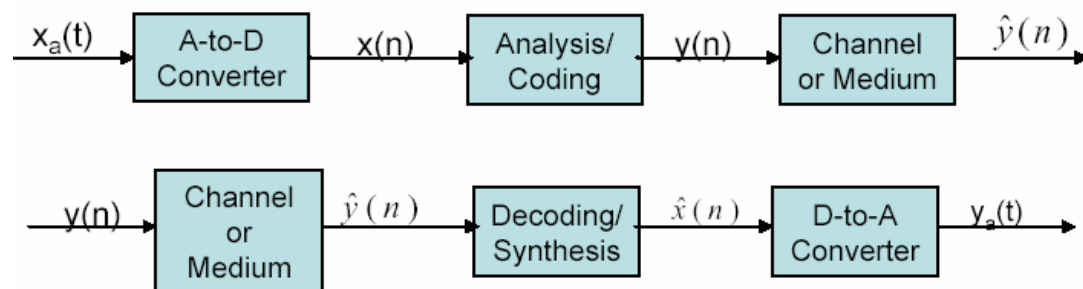 xₐ(t)
A-to-D
Converter
x(n)
Analysis/
Coding
y(n)
Channel
or Medium
ŷ(n)
y(n)
Channel
or
Medium
ŷ(n)
Decoding/
Synthesis
x̂(n)
D-to-A
Converter
yₐ(t)